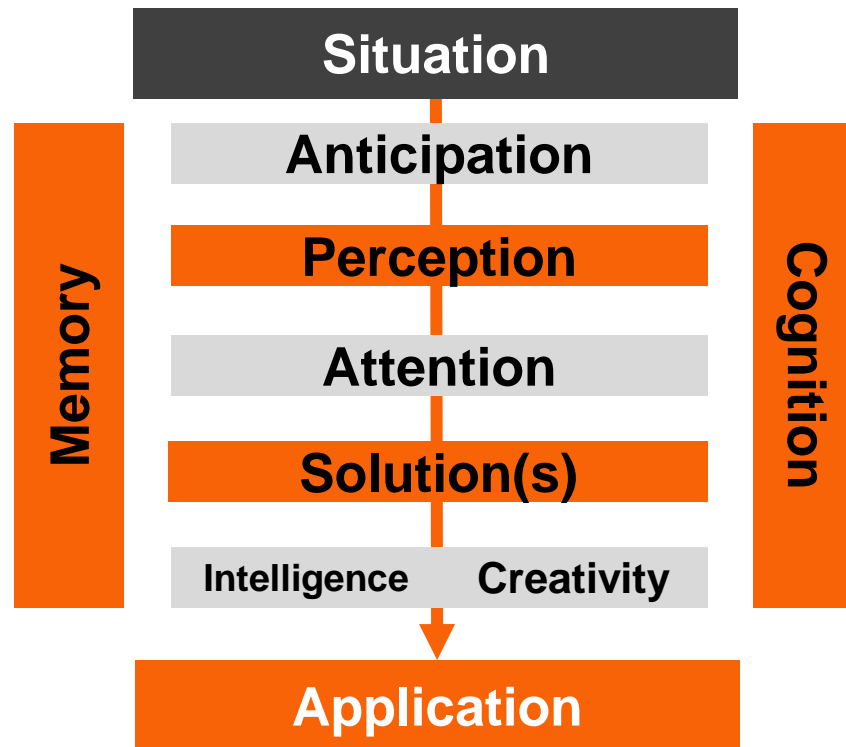 Situation
Anticipation
Perception
Attention
Solution(s)
Intelligence Creativity
Memory
Cognition
Application